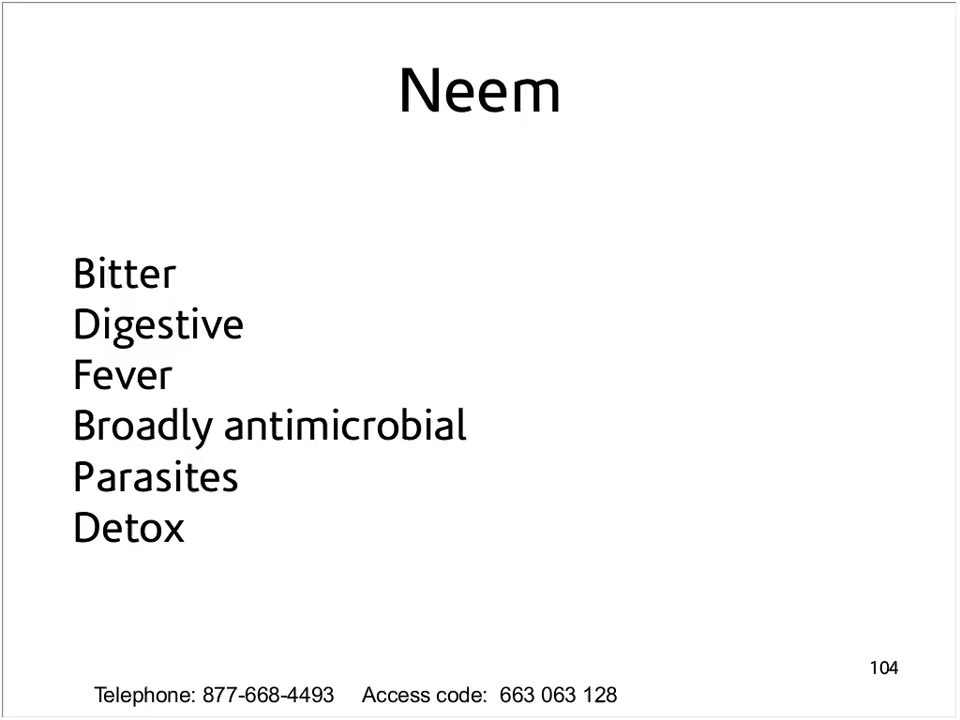 Neem
Bitter
Digestive
Fever
Broadly antimicrobial
Parasites
Detox
104
Telephone: 877-668-4493 Access code: 663 063 128